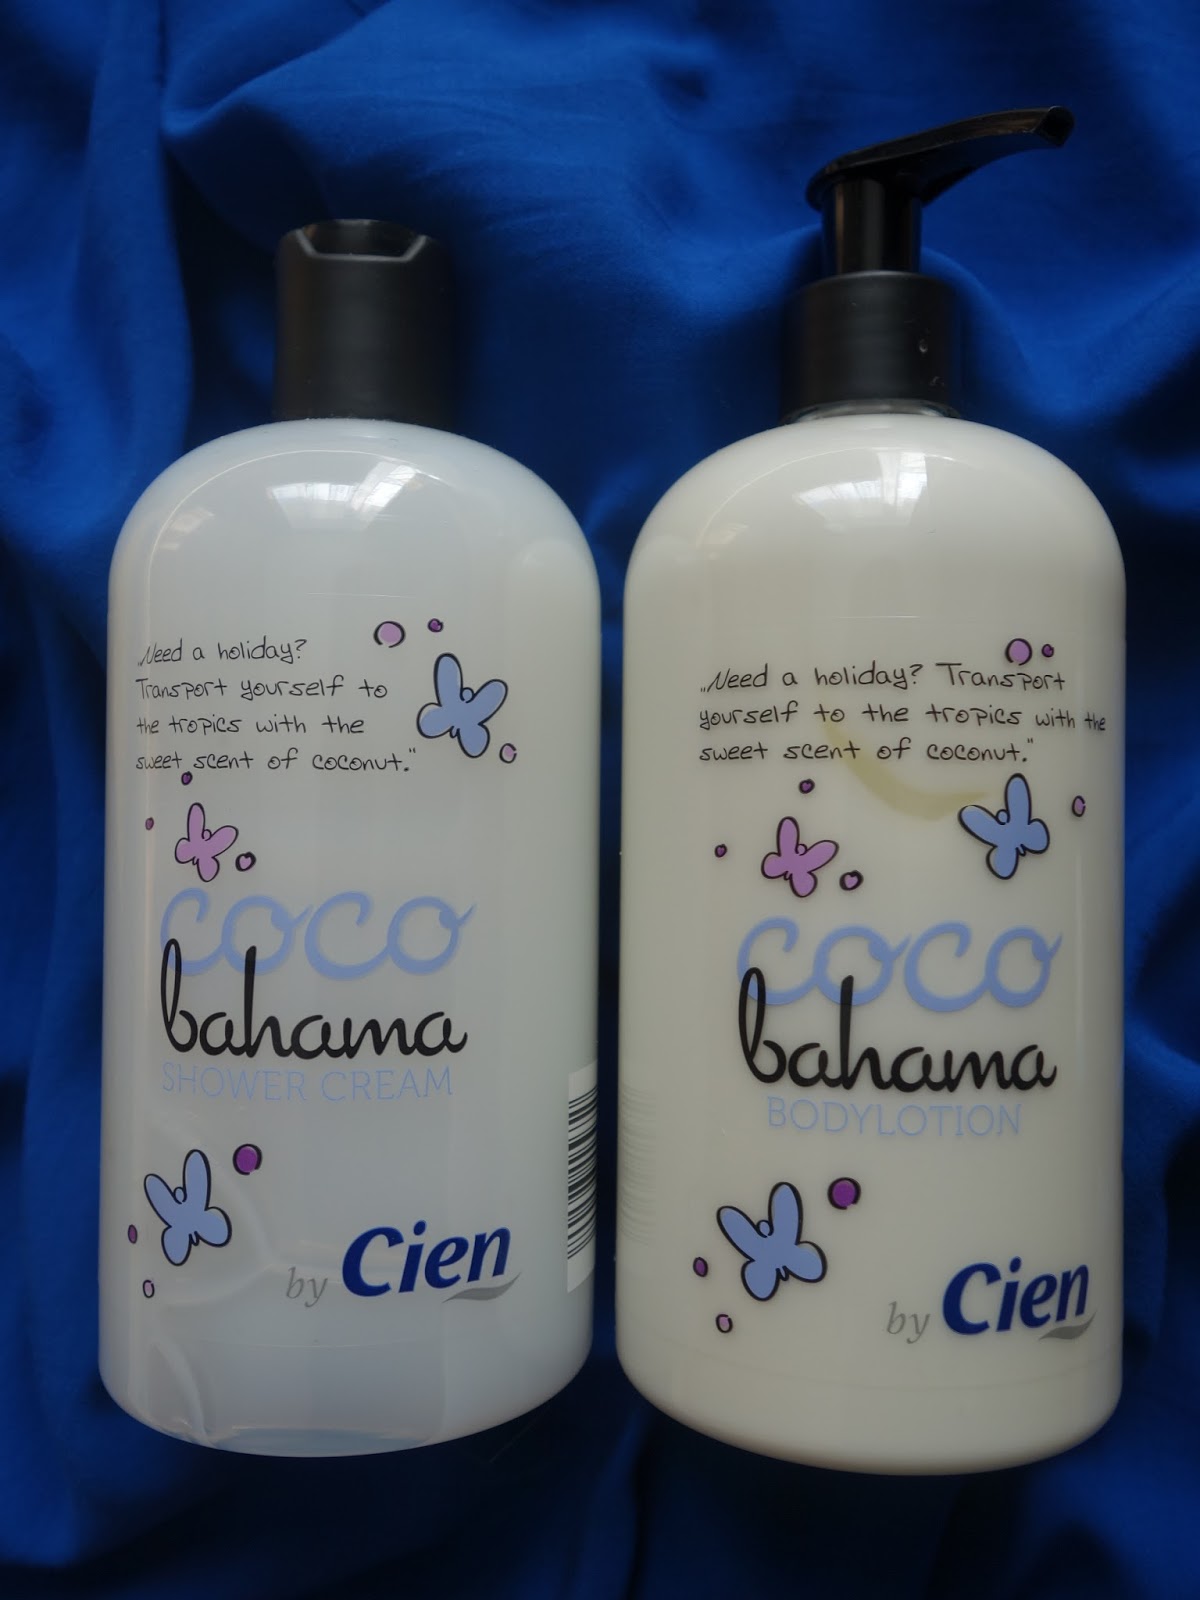 „Need a holiday?
Transport yourself to
the tropics with the
sweet scent of coconut."
coco
bahama
SHOWER CREAM
by Cien
„Need a holiday? Transport
yourself to the tropics with the
sweet scent of coconut."
coco
bahama
BODYLOTION
by Cien